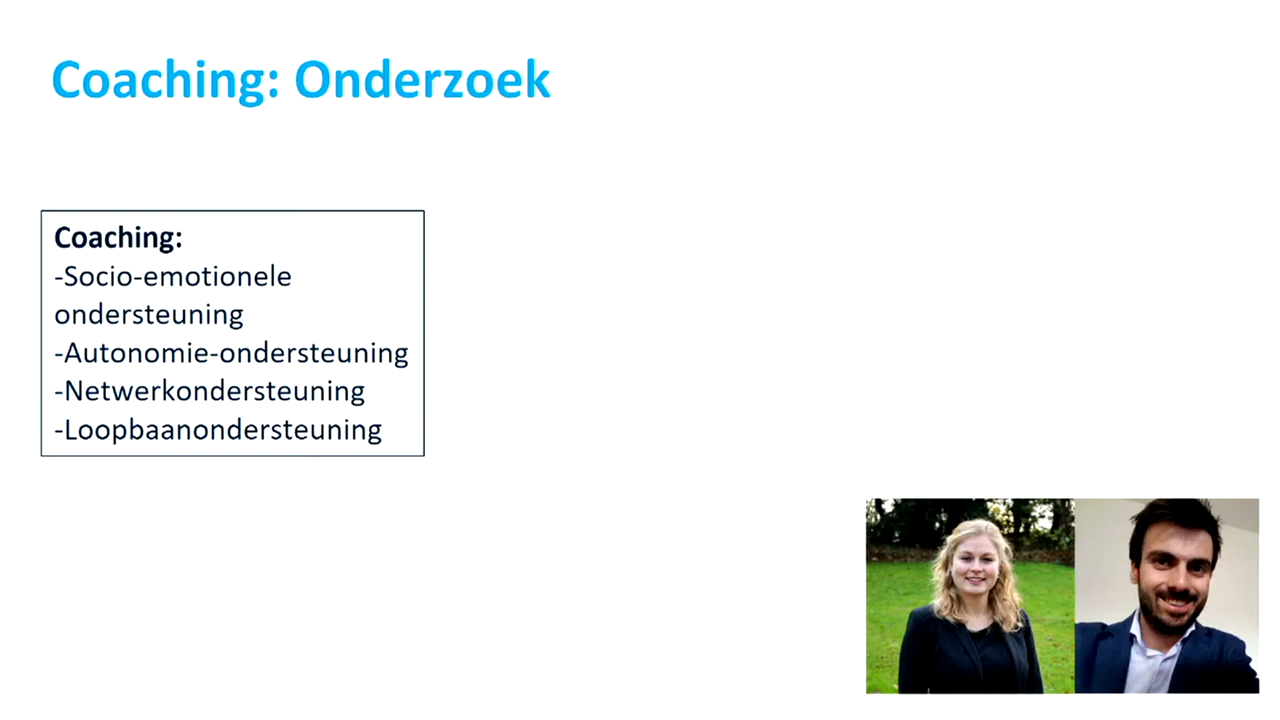 Coaching: Onderzoek
Coaching:
-Socio-emotionele
ondersteuning
-Autonomie-ondersteuning
-Netwerkondersteuning
-Loopbaanondersteuning